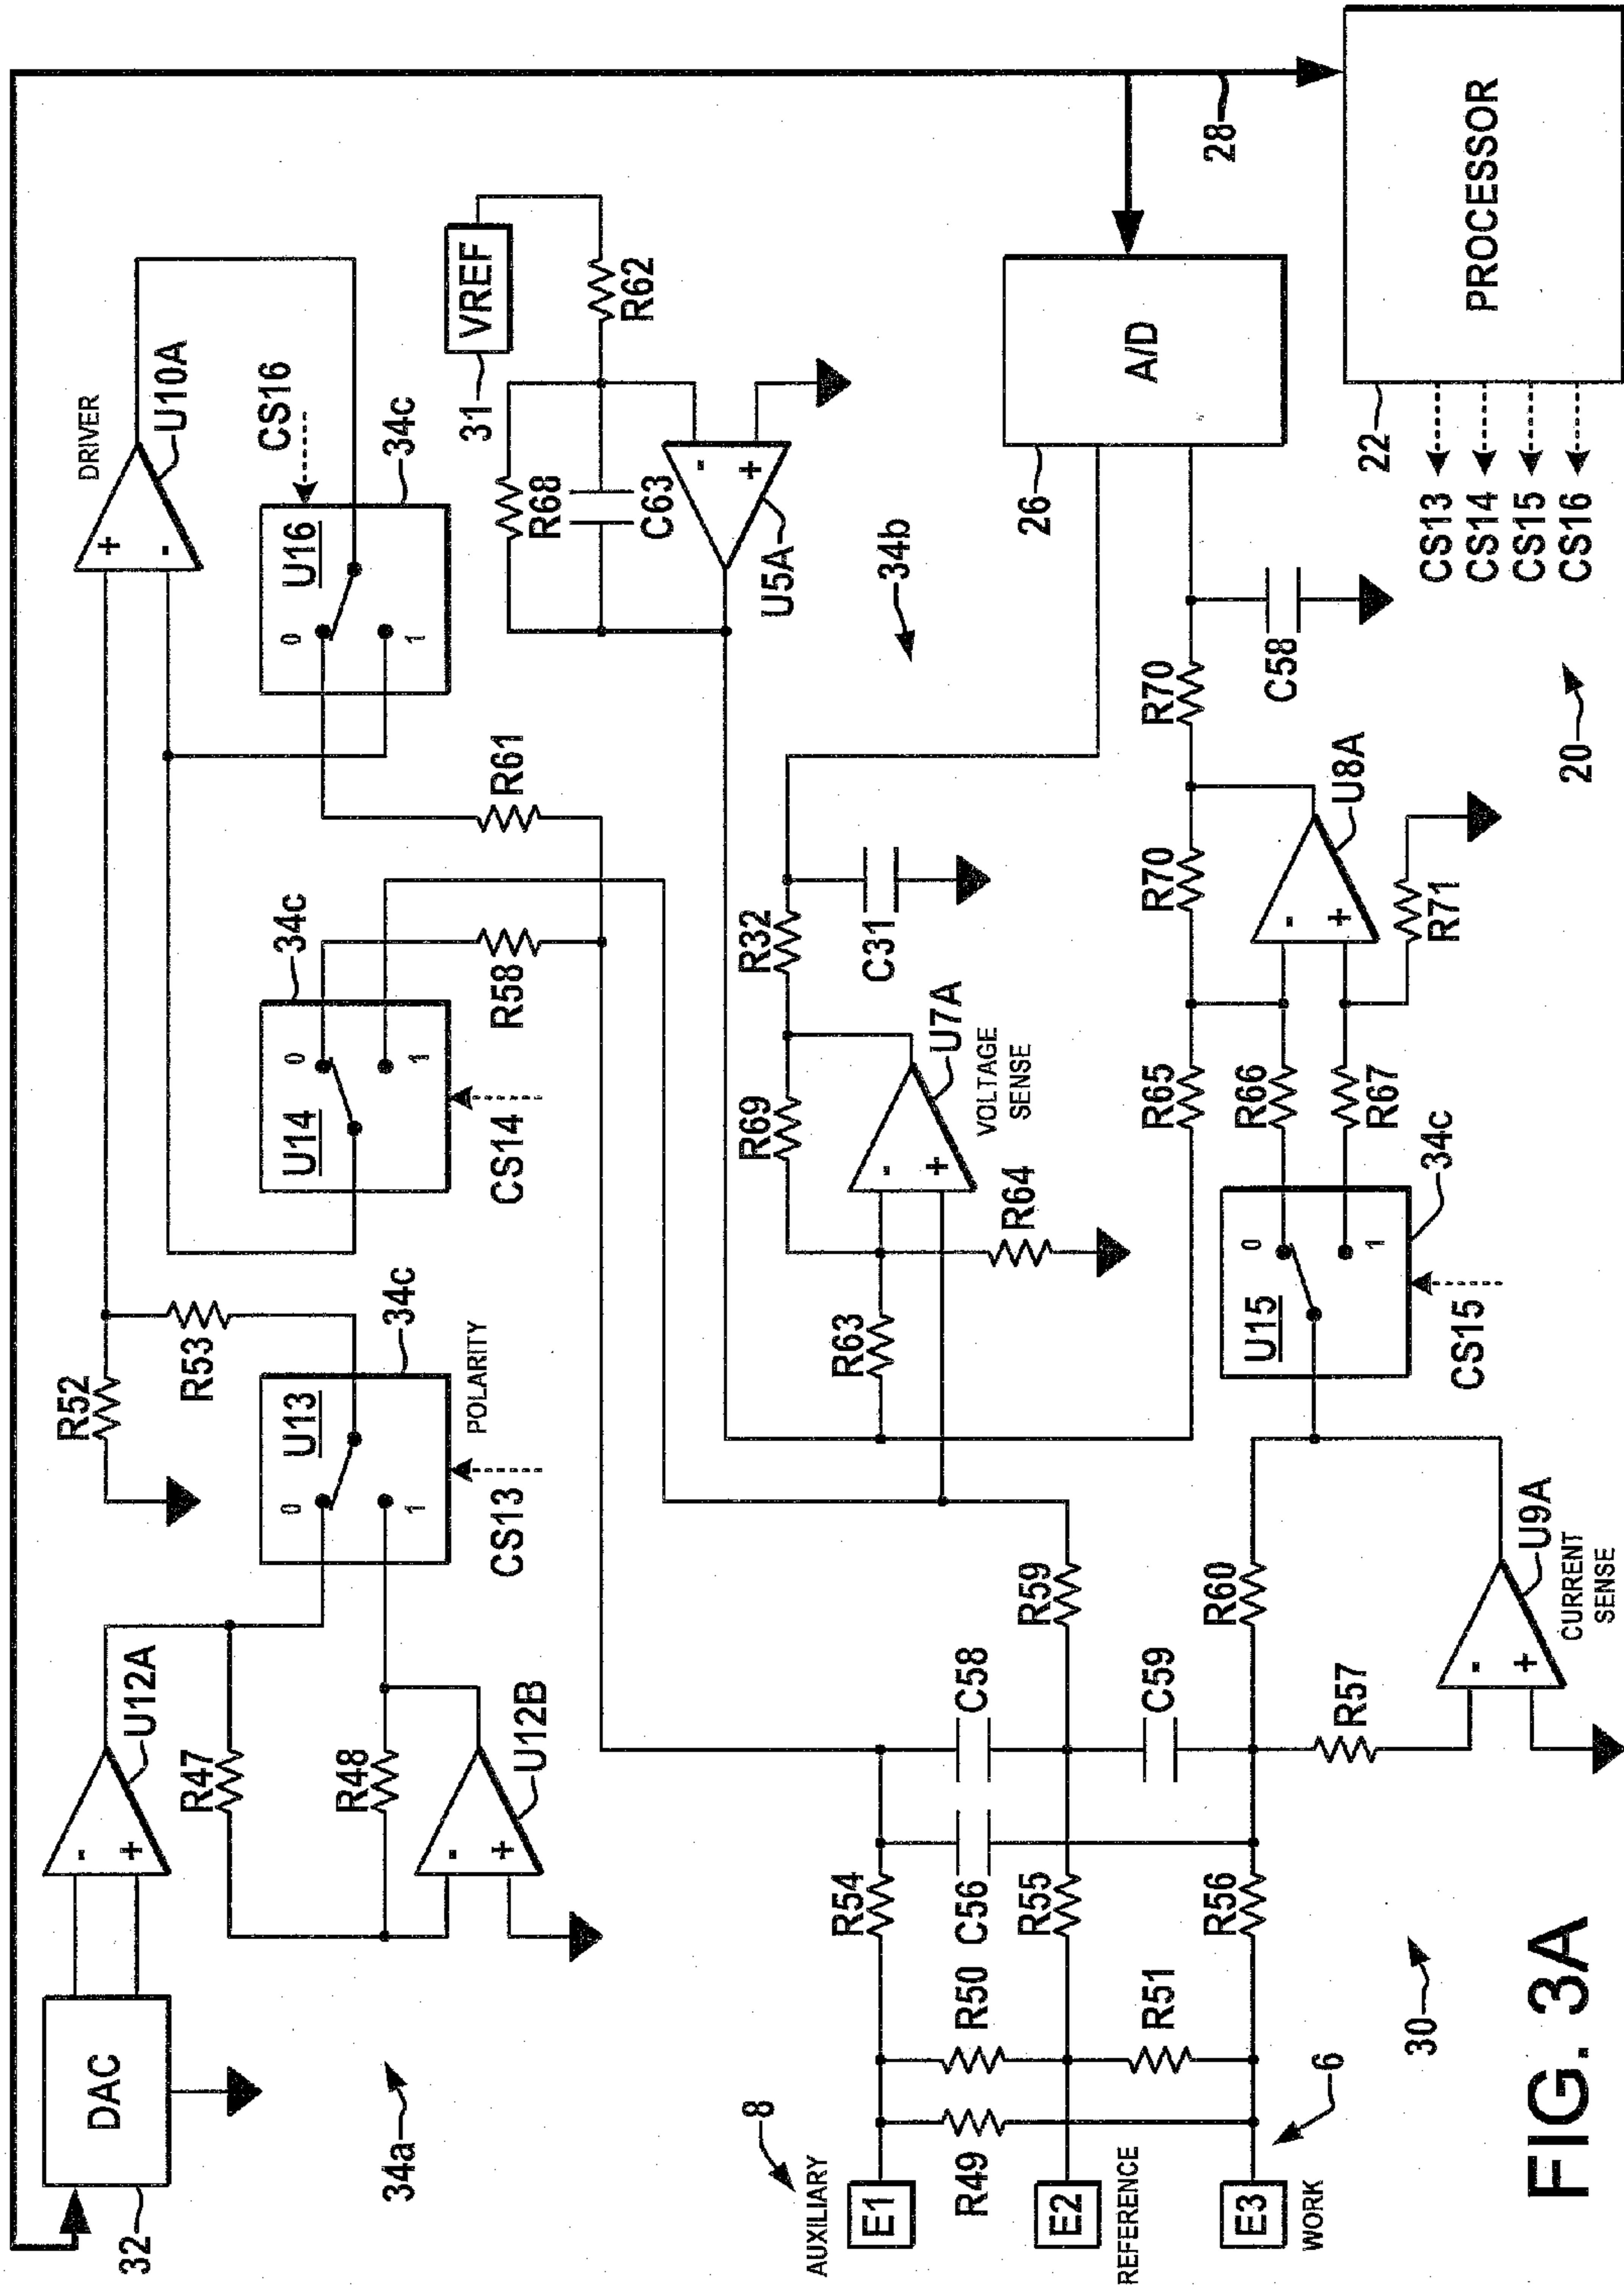 DAC
32
34a
U12A
R47
R48
U12B
R52
R53
0
U13
1
34c
POLARITY
CS13
DRIVER
+
-
U10A
CS16
U16
0
1
34c
34c
0
U14
1
CS14
R58
R61
VREF
31
R62
R68
C63
-
+
U5A
34b
-
+
-
+
AUXILIARY
8
E1
R49
R50
R54
C56
C58
REFERENCE
E2
R51
R55
R59
C59
WORK
E3
6
R56
R60
R57
-
+
U9A
CURRENT
SENSE
R63
R69
-
+
R64
U7A
VOLTAGE
SENSE
R32
C31
R65
R66
R67
0
U15
1
34c
CS15
R70
-
+
U8A
R71
R70
C58
A/D
26
28
PROCESSOR
22
CS13
CS14
CS15
CS16
20
30
FIG. 3A